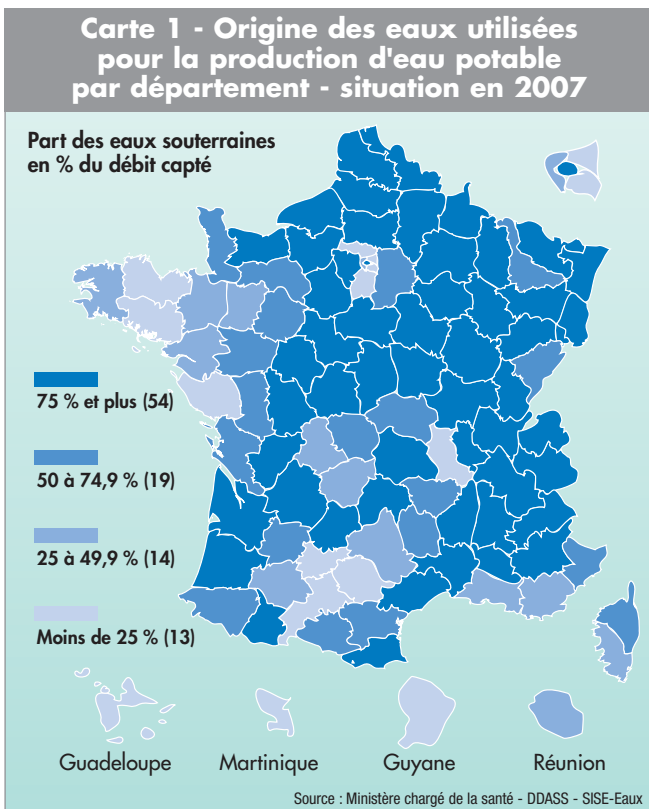 Carte 1 - Origine des eaux utilisées
pour la production d'eau potable
par département - situation en 2007
Part des eaux souterraines
en % du débit capté
75 % et plus (54)
50 à 74,9 % (19)
25 à 49,9 % (14)
Moins de 25 % (13)
Guadeloupe
Martinique
Guyane
Réunion
Source : Ministère chargé de la santé - DDASS - SISE-Eaux